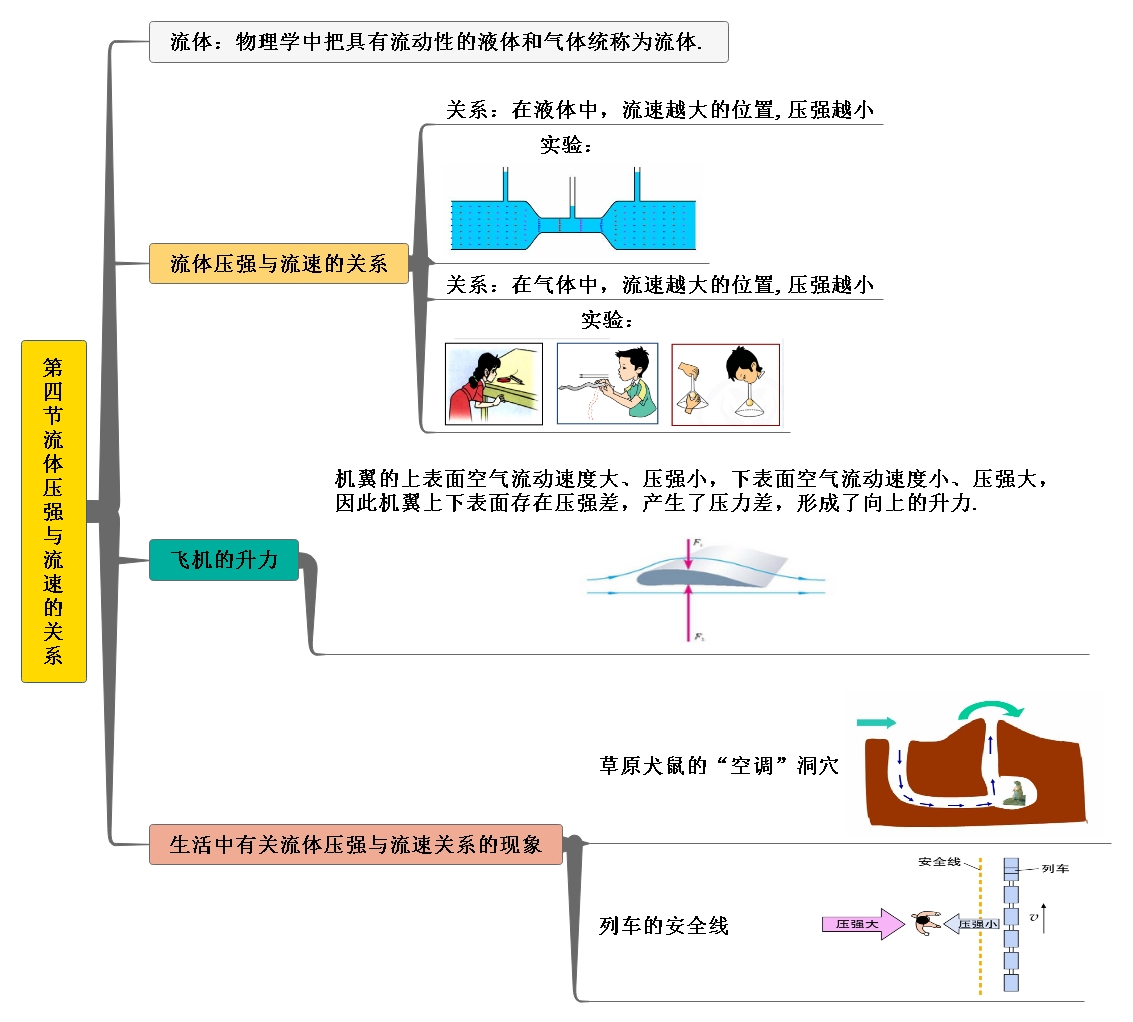 第四节流体压强与流速的关系
流体：物理学中把具有流动性的液体和气体统称为流体.
流体压强与流速的关系
关系：在液体中，流速越大的位置,压强越小
实验：
关系：在气体中，流速越大的位置,压强越小
实验：
飞机的升力
机翼的上表面空气流动速度大、压强小，下表面空气流动速度小、压强大，
因此机翼上下表面存在压强差，产生了压力差，形成了向上的升力.
生活中有关流体压强与流速关系的现象
草原犬鼠的“空调”洞穴
列车的安全线
安全线
列车
压强大
压强小
v